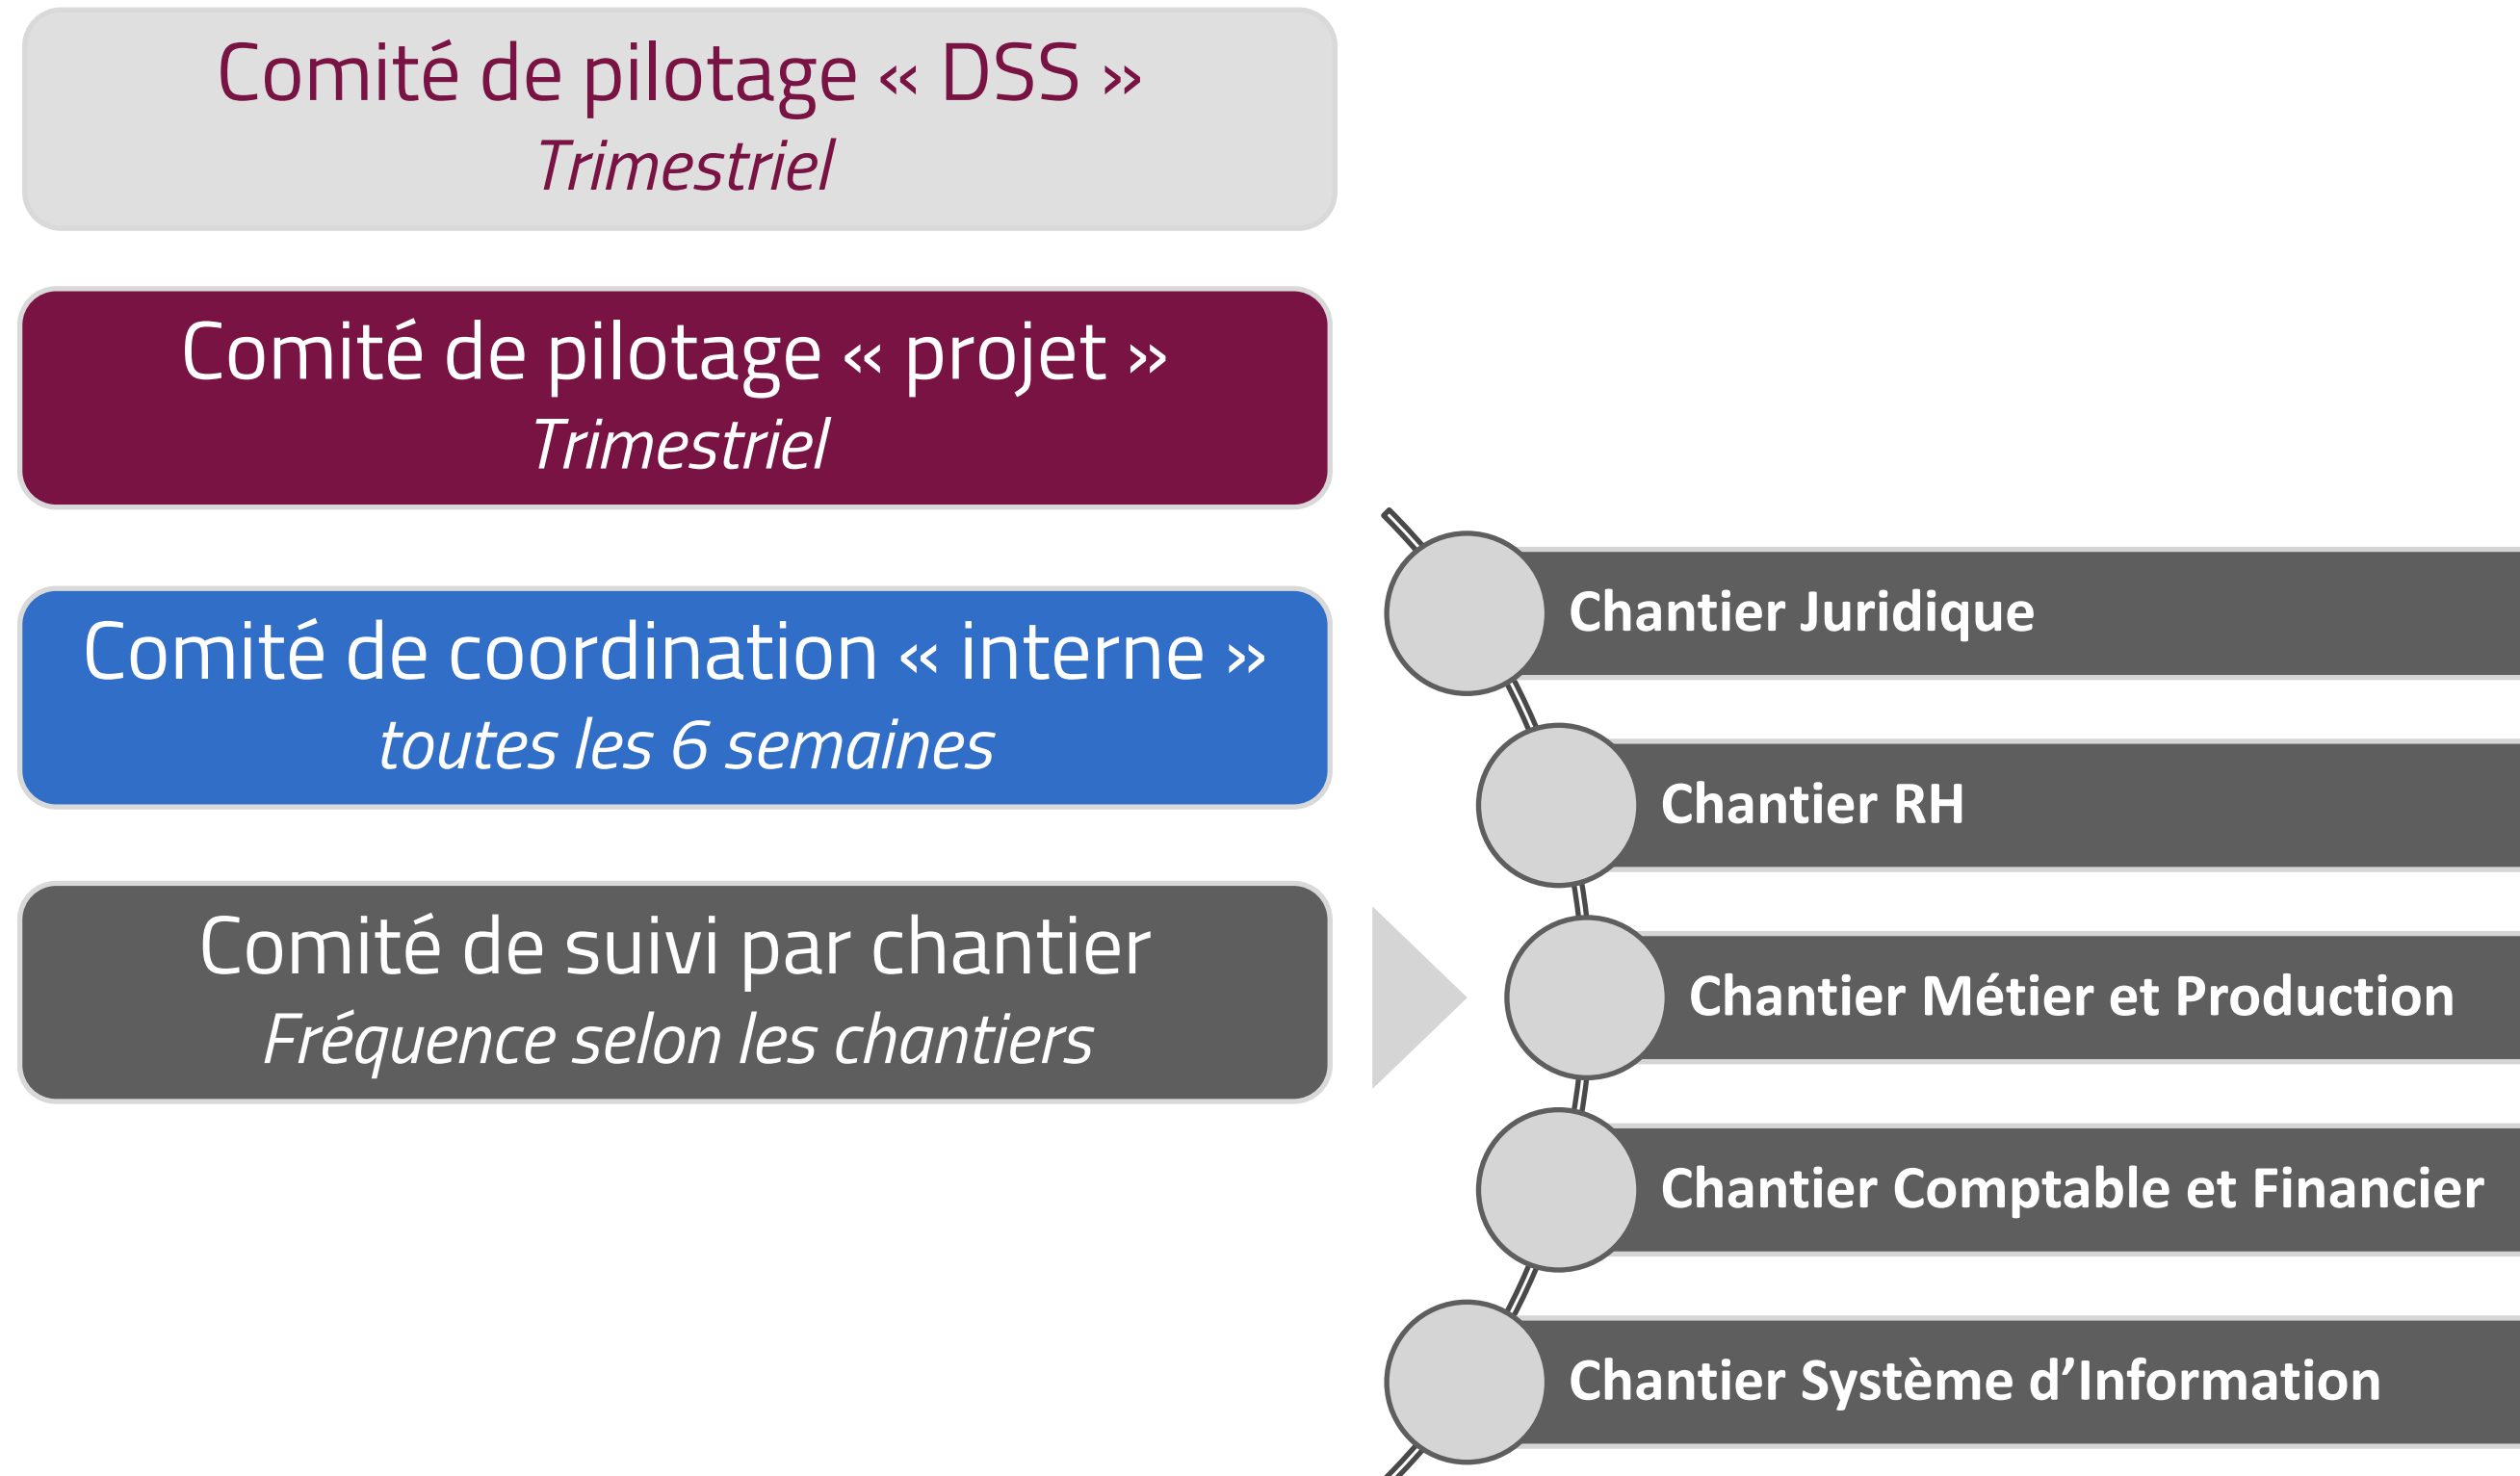 Comité de pilotage « DSS »
Trimestriel
Comité de pilotage « projet »
Trimestriel
Comité de coordination « interne »
toutes les 6 semaines
Comité de suivi par chantier
Fréquence selon les chantiers
Chantier Juridique
Chantier RH
Chantier Métier et Production
Chantier Comptable et Financier
Chantier Système d’Information